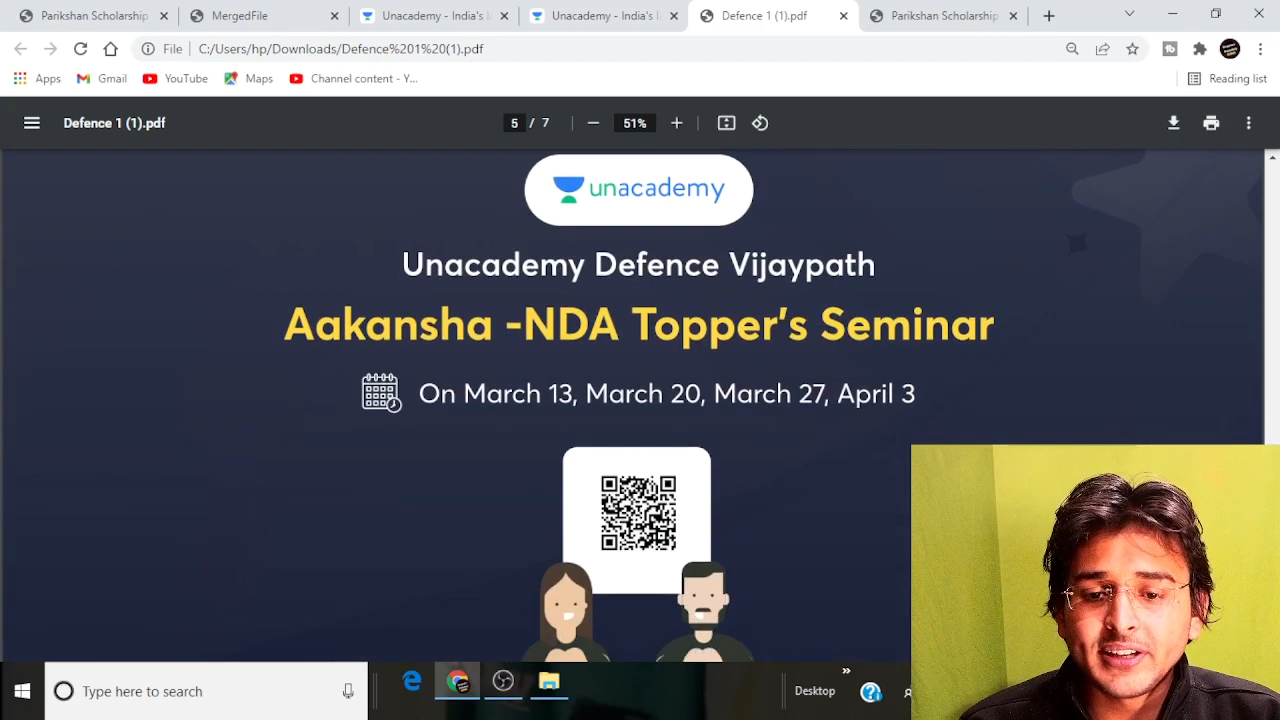 Parikshan Scholarship
MergedFile
Unacademy - India's l
Unacademy - India's l
Defence 1 (1).pdf
Parikshan Scholarship
File
C:/Users/hp/Downloads/Defence%201%20(1).pdf
Apps
Gmail
YouTube
Maps
Channel content - Y...
Reading list
Defence 1 (1).pdf
5 / 7
51%
unacademy
Unacademy Defence Vijaypath
Aakansha -NDA Topper's Seminar
On March 13, March 20, March 27, April 3
Type here to search
Desktop